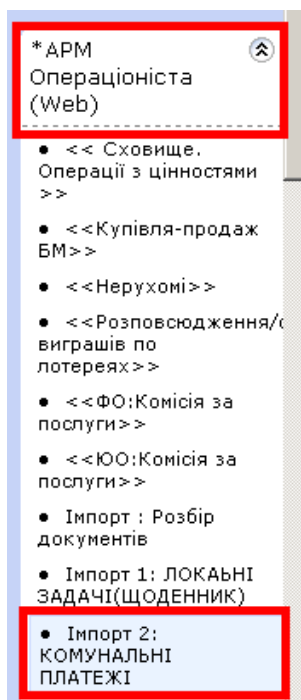 *АРМ
Операціоніста
(Web)
● << Сховище.
Операції з цінностями
>>
● <<Купівля-продаж
БМ>>
● <<Нерухомі>>
● <<Розповсюдження/
виграшів по
лотереях>>
● <<ФО:Комісія за
послуги>>
● <<ЮО:Комісія за
послуги>>
● Імпорт : Розбір
документів
● Імпорт 1: ЛОКАЬНІ
ЗАДАЧІ(ЩОДЕННИК)
● Імпорт 2:
КОМУНАЛЬНІ
ПЛАТЕЖІ